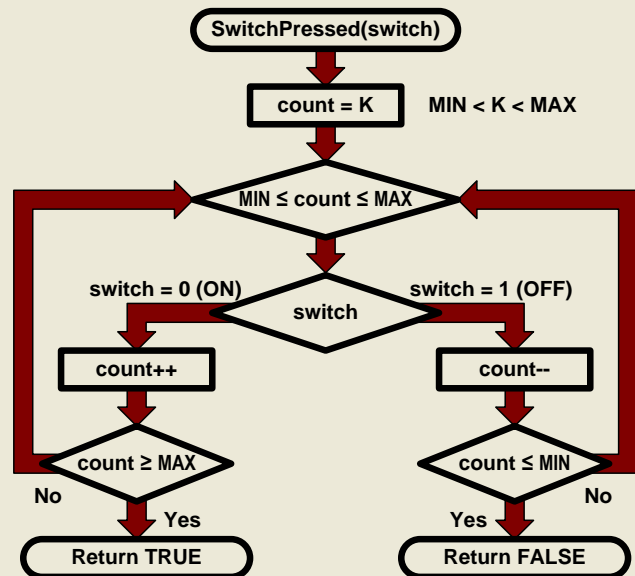 SwitchPressed(switch)
count = K
MIN < K < MAX
MIN ≤ count ≤ MAX
switch = 0 (ON)
switch = 1 (OFF)
switch
count++
count--
count ≥ MAX
count ≤ MIN
No
Yes
Yes
No
Return TRUE
Return FALSE